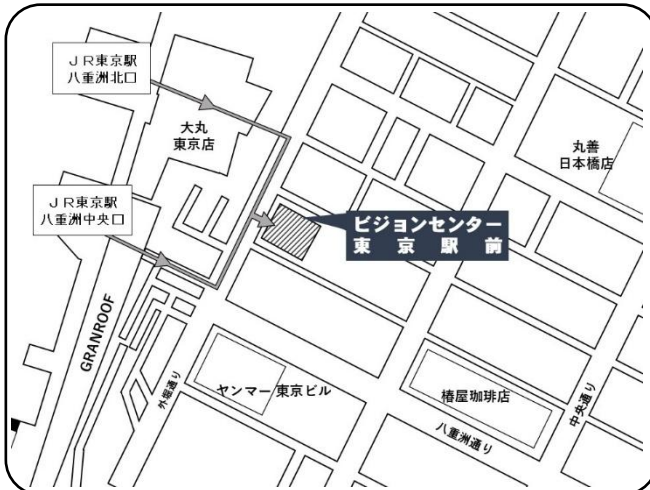 JR東京駅
八重洲北口
大丸
東京店
丸善
日本橋店
JR東京駅
八重洲中央口
ビジョンセンター
東京駅前
GRANROOF
外堀通り
ヤンマー東京ビル
椿屋珈琲店
八重洲通り
中央通り